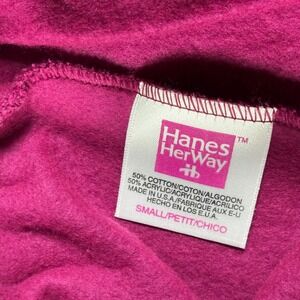 Hanes TM
HerWay
50% COTTON/COTON/ALGODON
50% ACRYLIC/ACRYLIQUE/ACRILICO
MADE IN U.S.A./FABRIQUE AUX E-U
HECHO EN LOS E.U.A.
SMALL/PETIT/CHICO